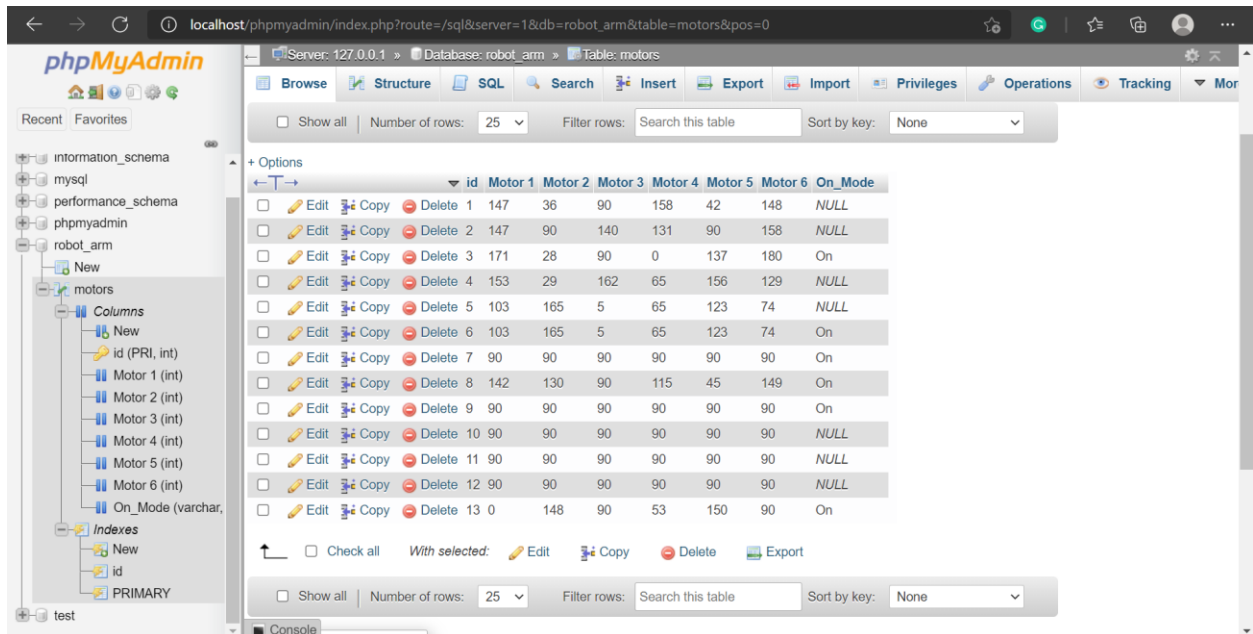 localhost/phpmyadmin/index.php?route=/sql&server=1&db=robot_arm&table=motors&pos=0
phpMyAdmin
Recent Favorites
information_schema
mysql
performance_schema
phpmyadmin
robot_arm
New
motors
Columns
New
id (PRI, int)
Motor 1 (int)
Motor 2 (int)
Motor 3 (int)
Motor 4 (int)
Motor 5 (int)
Motor 6 (int)
On_Mode (varchar,
Indexes
New
id
PRIMARY
test
Server: 127.0.0.1 » Database: robot_arm » Table: motors
Browse Structure SQL Search Insert Export Import Privileges Operations Tracking Mor
Show all Number of rows: 25 Filter rows: Search this table Sort by key: None
+ Options
←T→ id Motor 1 Motor 2 Motor 3 Motor 4 Motor 5 Motor 6 On_Mode
Edit Copy Delete 1 147 36 90 158 42 148 NULL
Edit Copy Delete 2 147 90 140 131 90 158 NULL
Edit Copy Delete 3 171 28 90 0 137 180 On
Edit Copy Delete 4 153 29 162 65 156 129 NULL
Edit Copy Delete 5 103 165 5 65 123 74 NULL
Edit Copy Delete 6 103 165 5 65 123 74 On
Edit Copy Delete 7 90 90 90 90 90 90 On
Edit Copy Delete 8 142 130 90 115 45 149 On
Edit Copy Delete 9 90 90 90 90 90 90 On
Edit Copy Delete 10 90 90 90 90 90 90 NULL
Edit Copy Delete 11 90 90 90 90 90 90 NULL
Edit Copy Delete 12 90 90 90 90 90 90 NULL
Edit Copy Delete 13 0 148 90 53 150 90 On
Check all With selected: Edit Copy Delete Export
Show all Number of rows: 25 Filter rows: Search this table Sort by key: None
Console